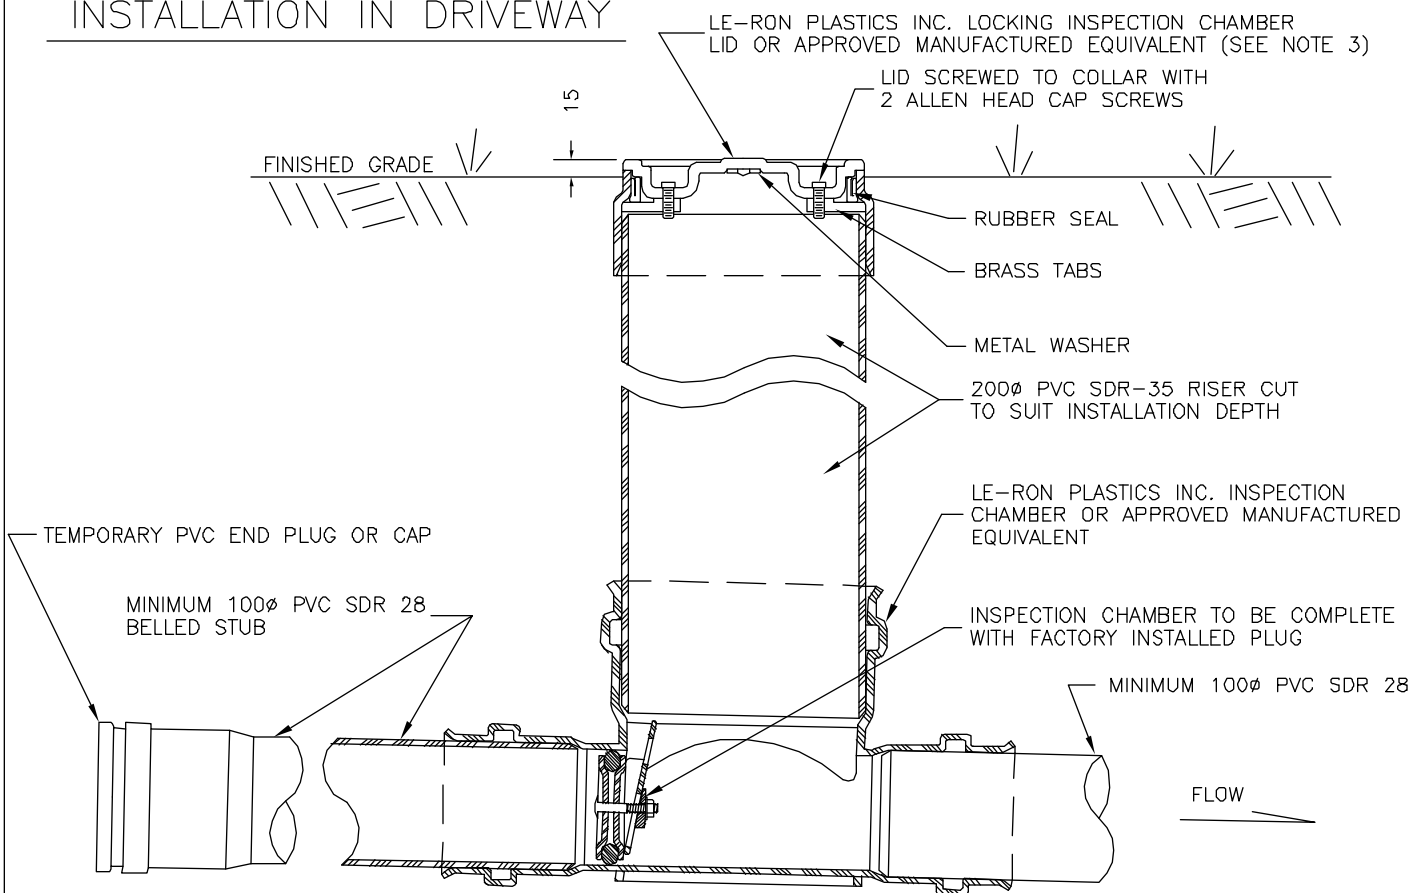 INSTALLATION IN DRIVEWAY
LE-RON PLASTICS INC. LOCKING INSPECTION CHAMBER
LID OR APPROVED MANUFACTURED EQUIVALENT (SEE NOTE 3)
LID SCREWED TO COLLAR WITH
2 ALLEN HEAD CAP SCREWS
15
FINISHED GRADE
RUBBER SEAL
BRASS TABS
METAL WASHER
200ø PVC SDR-35 RISER CUT
TO SUIT INSTALLATION DEPTH
LE-RON PLASTICS INC. INSPECTION
CHAMBER OR APPROVED MANUFACTURED
EQUIVALENT
TEMPORARY PVC END PLUG OR CAP
MINIMUM 100ø PVC SDR 28
BELLED STUB
INSPECTION CHAMBER TO BE COMPLETE
WITH FACTORY INSTALLED PLUG
MINIMUM 100ø PVC SDR 28
FLOW